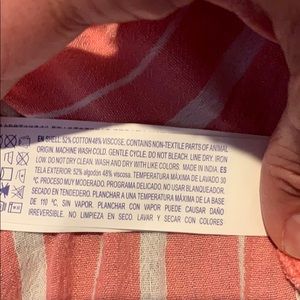 EN SHELL 52% COTTON 48% VISCOSE. CONTAINS NON-TEXTILE PARTS OF ANIMAL
ORIGIN. MACHINE WASH COLD. GENTLE CYCLE. DO NOT BLEACH. LINE DRY. IRON
LOW. DO NOT DRY CLEAN. WASH AND DRY WITH LIKE COLORS. MADE IN INDIA. ES
TELA EXTERIOR: 52% algodón 48% viscosa. TEMPERATURA MÁXIMA DE LAVADO 30
°C. PROCESO MUY MODERADO. PROGRAMA DELICADO. NO USAR BLANQUEADOR.
SECADO EN TENDEDERO. PLANCHAR A UNA TEMPERATURA MÁXIMA DE LA BASE
DE 110 °C, SIN VAPOR. PLANCHAR CON VAPOR PUEDE CAUSAR DAÑO
IRREVERSIBLE. NO LIMPIEZA EN SECO. LAVAR Y SECAR CON COLORES